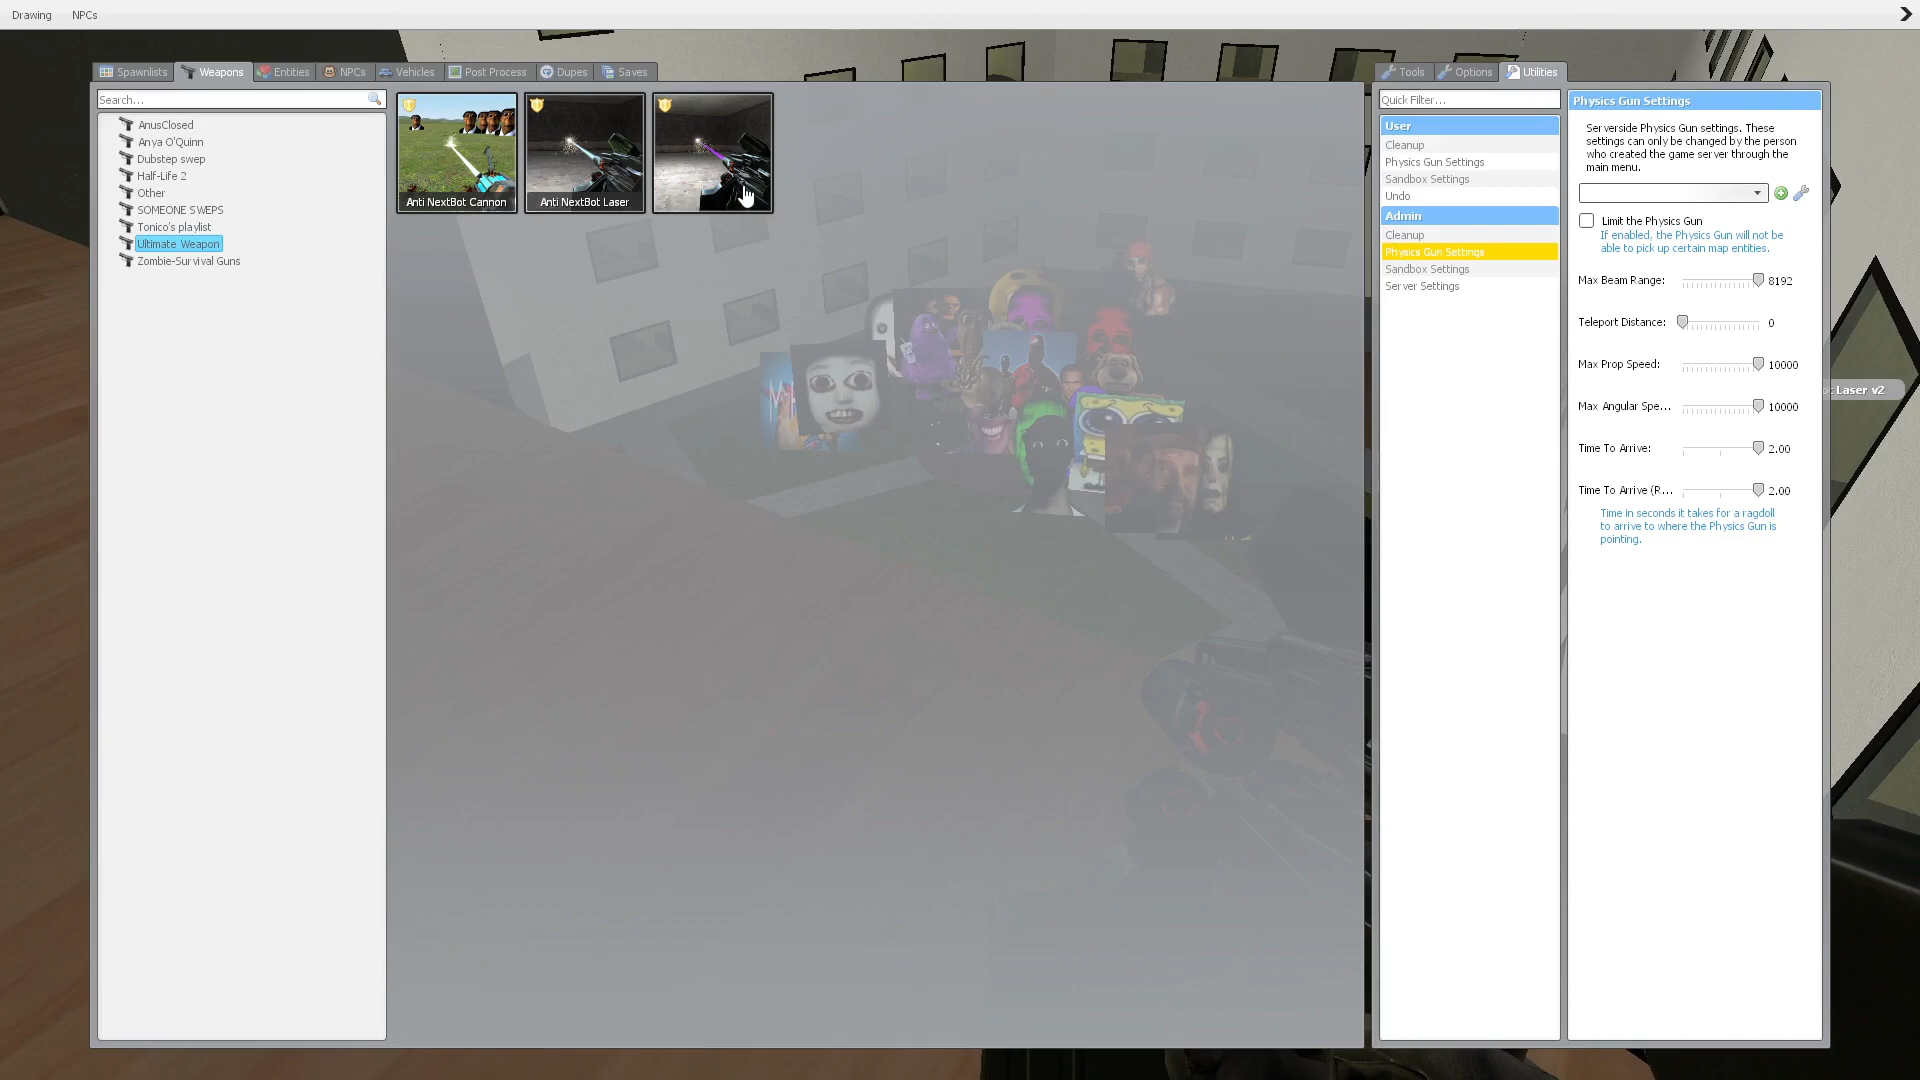 Drawing NPCs
Spawnlists Weapons Entities NPCs Vehicles Post Process Dupes Saves
Search...
AnusClosed
Anya O'Quinn
Dubstep swep
Half-Life 2
Other
SOMEONE SWEPS
Tonico's playlist
Ultimate Weapon
Zombie-Survival Guns
Anti NextBot Cannon
Anti NextBot Laser
Tools Options Utilities
Quick Filter...
User
Cleanup
Physics Gun Settings
Sandbox Settings
Undo
Admin
Cleanup
Physics Gun Settings
Sandbox Settings
Server Settings
Physics Gun Settings
Serverside Physics Gun settings. These
settings can only be changed by the person
who created the game server through the
main menu.
Limit the Physics Gun
If enabled, the Physics Gun will not be
able to pick up certain map entities.
Max Beam Range: 8192
Teleport Distance: 0
Max Prop Speed: 10000
Max Angular Spe... 10000
Time To Arrive: 2.00
Time To Arrive (R... 2.00
Time in seconds it takes for a ragdoll
to arrive to where the Physics Gun is
pointing.
Laser v2